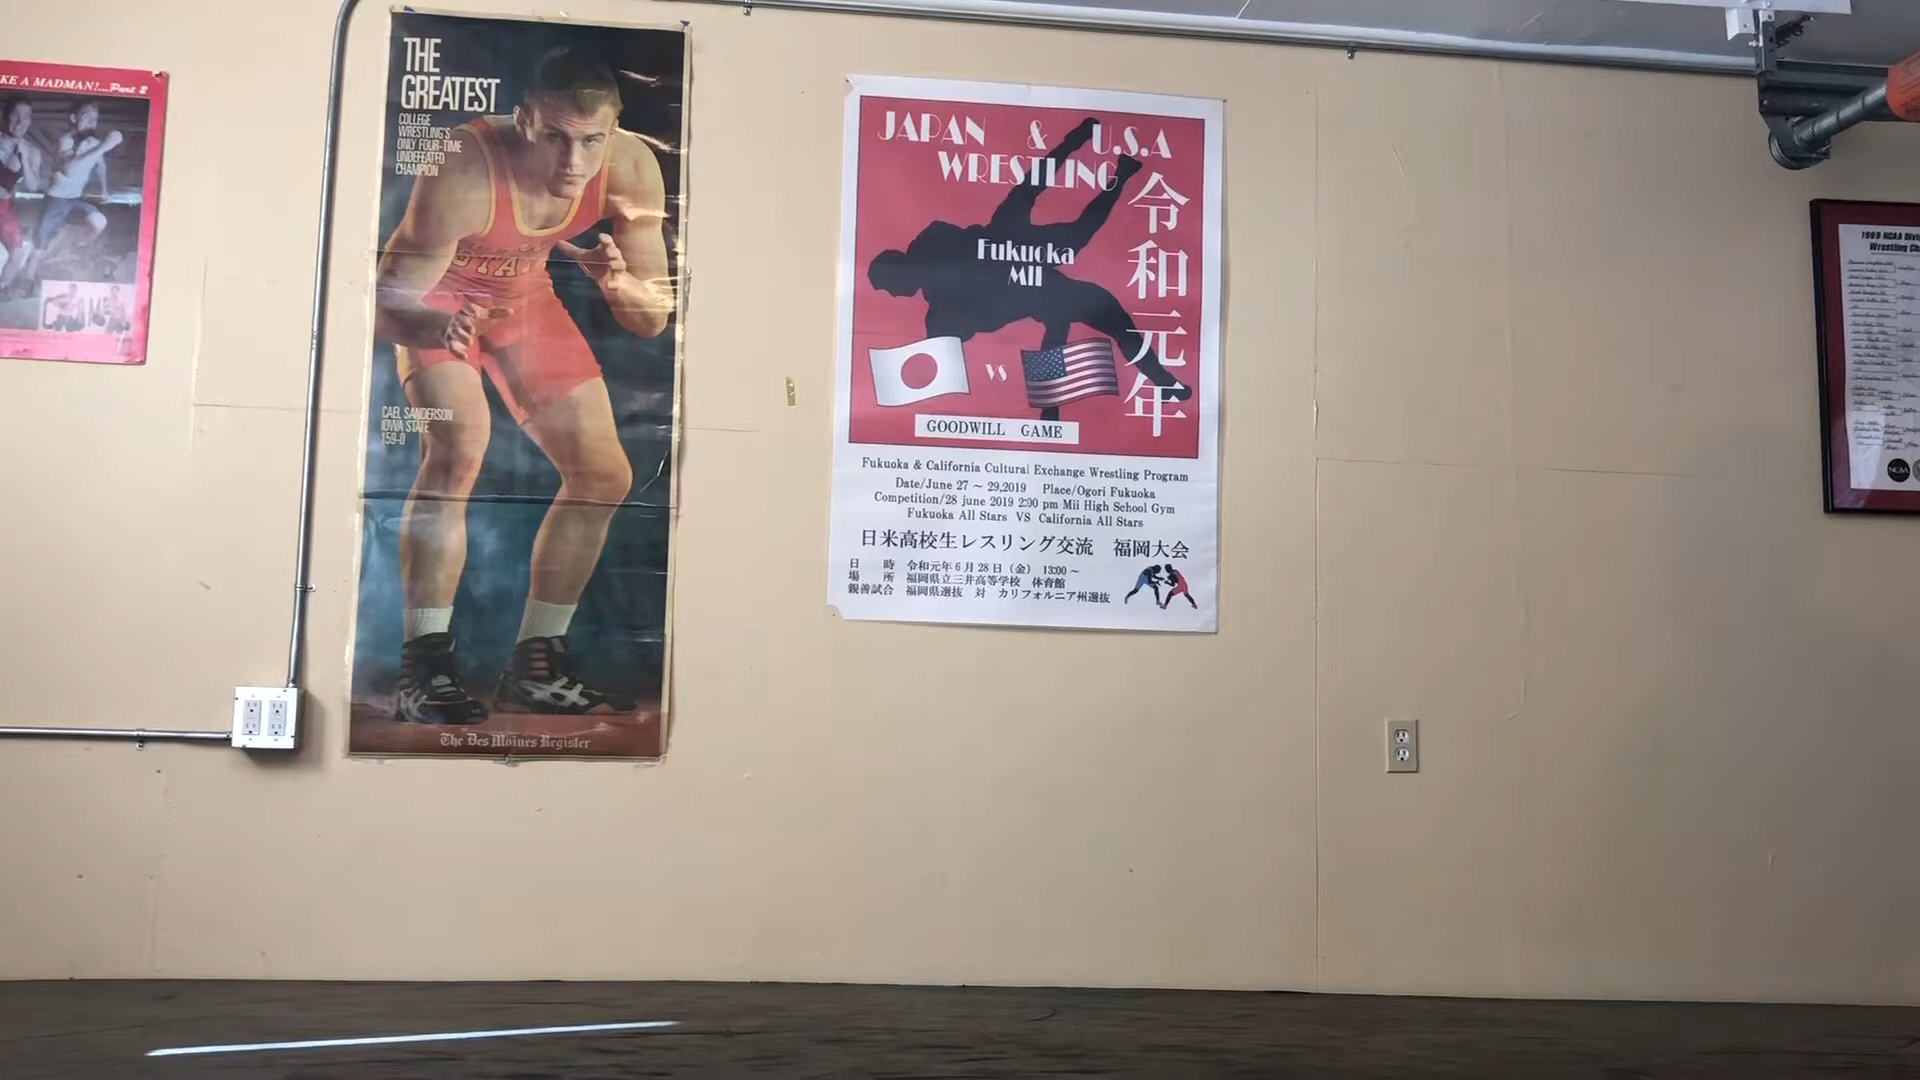 KE A MADMAN!...Part 2
THE
GREATEST
COLLEGE
WRESTLING'S
ONLY FOUR-TIME
UNDEFEATED
CHAMPION
STATE
CAEL SANDERSON
IOWA STATE
159-0
The Des Moines Register
JAPAN & U.S.A
WRESTLING
令和元年
Fukuoka
MII
VS
GOODWILL GAME
Fukuoka & California Cultural Exchange Wrestling Program
Date/June 27 ~ 29,2019 Place/Ogori Fukuoka
Competition/28 june 2019 2:00 pm Mii High School Gym
Fukuoka All Stars VS California All Stars
日米高校生レスリング交流 福岡大会
日 時 令和元年6月28日（金） 13:00～
場 所 福岡県立三井高等学校 体育館
親善試合 福岡県選抜 対 カリフォルニア州選抜
1989 NCAA Divi
Wrestling Ch
NCAA